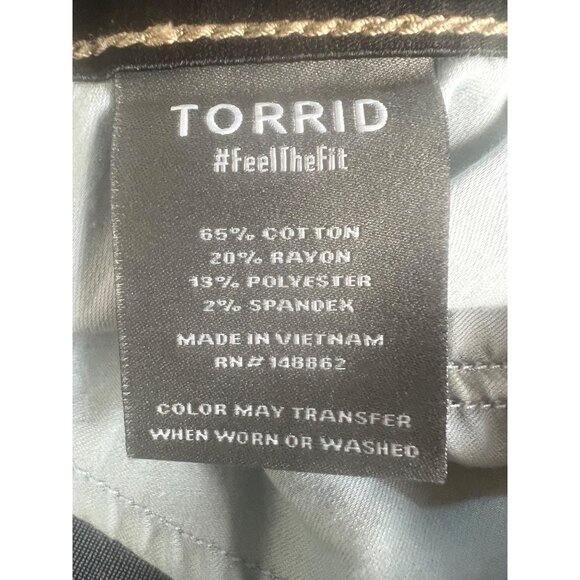 TORRID
#FeelTheFit
65% COTTON
20% RAYON
13% POLYESTER
2% SPANDEX
MADE IN VIETNAM
RN# 148862
COLOR MAY TRANSFER
WHEN WORN OR WASHED